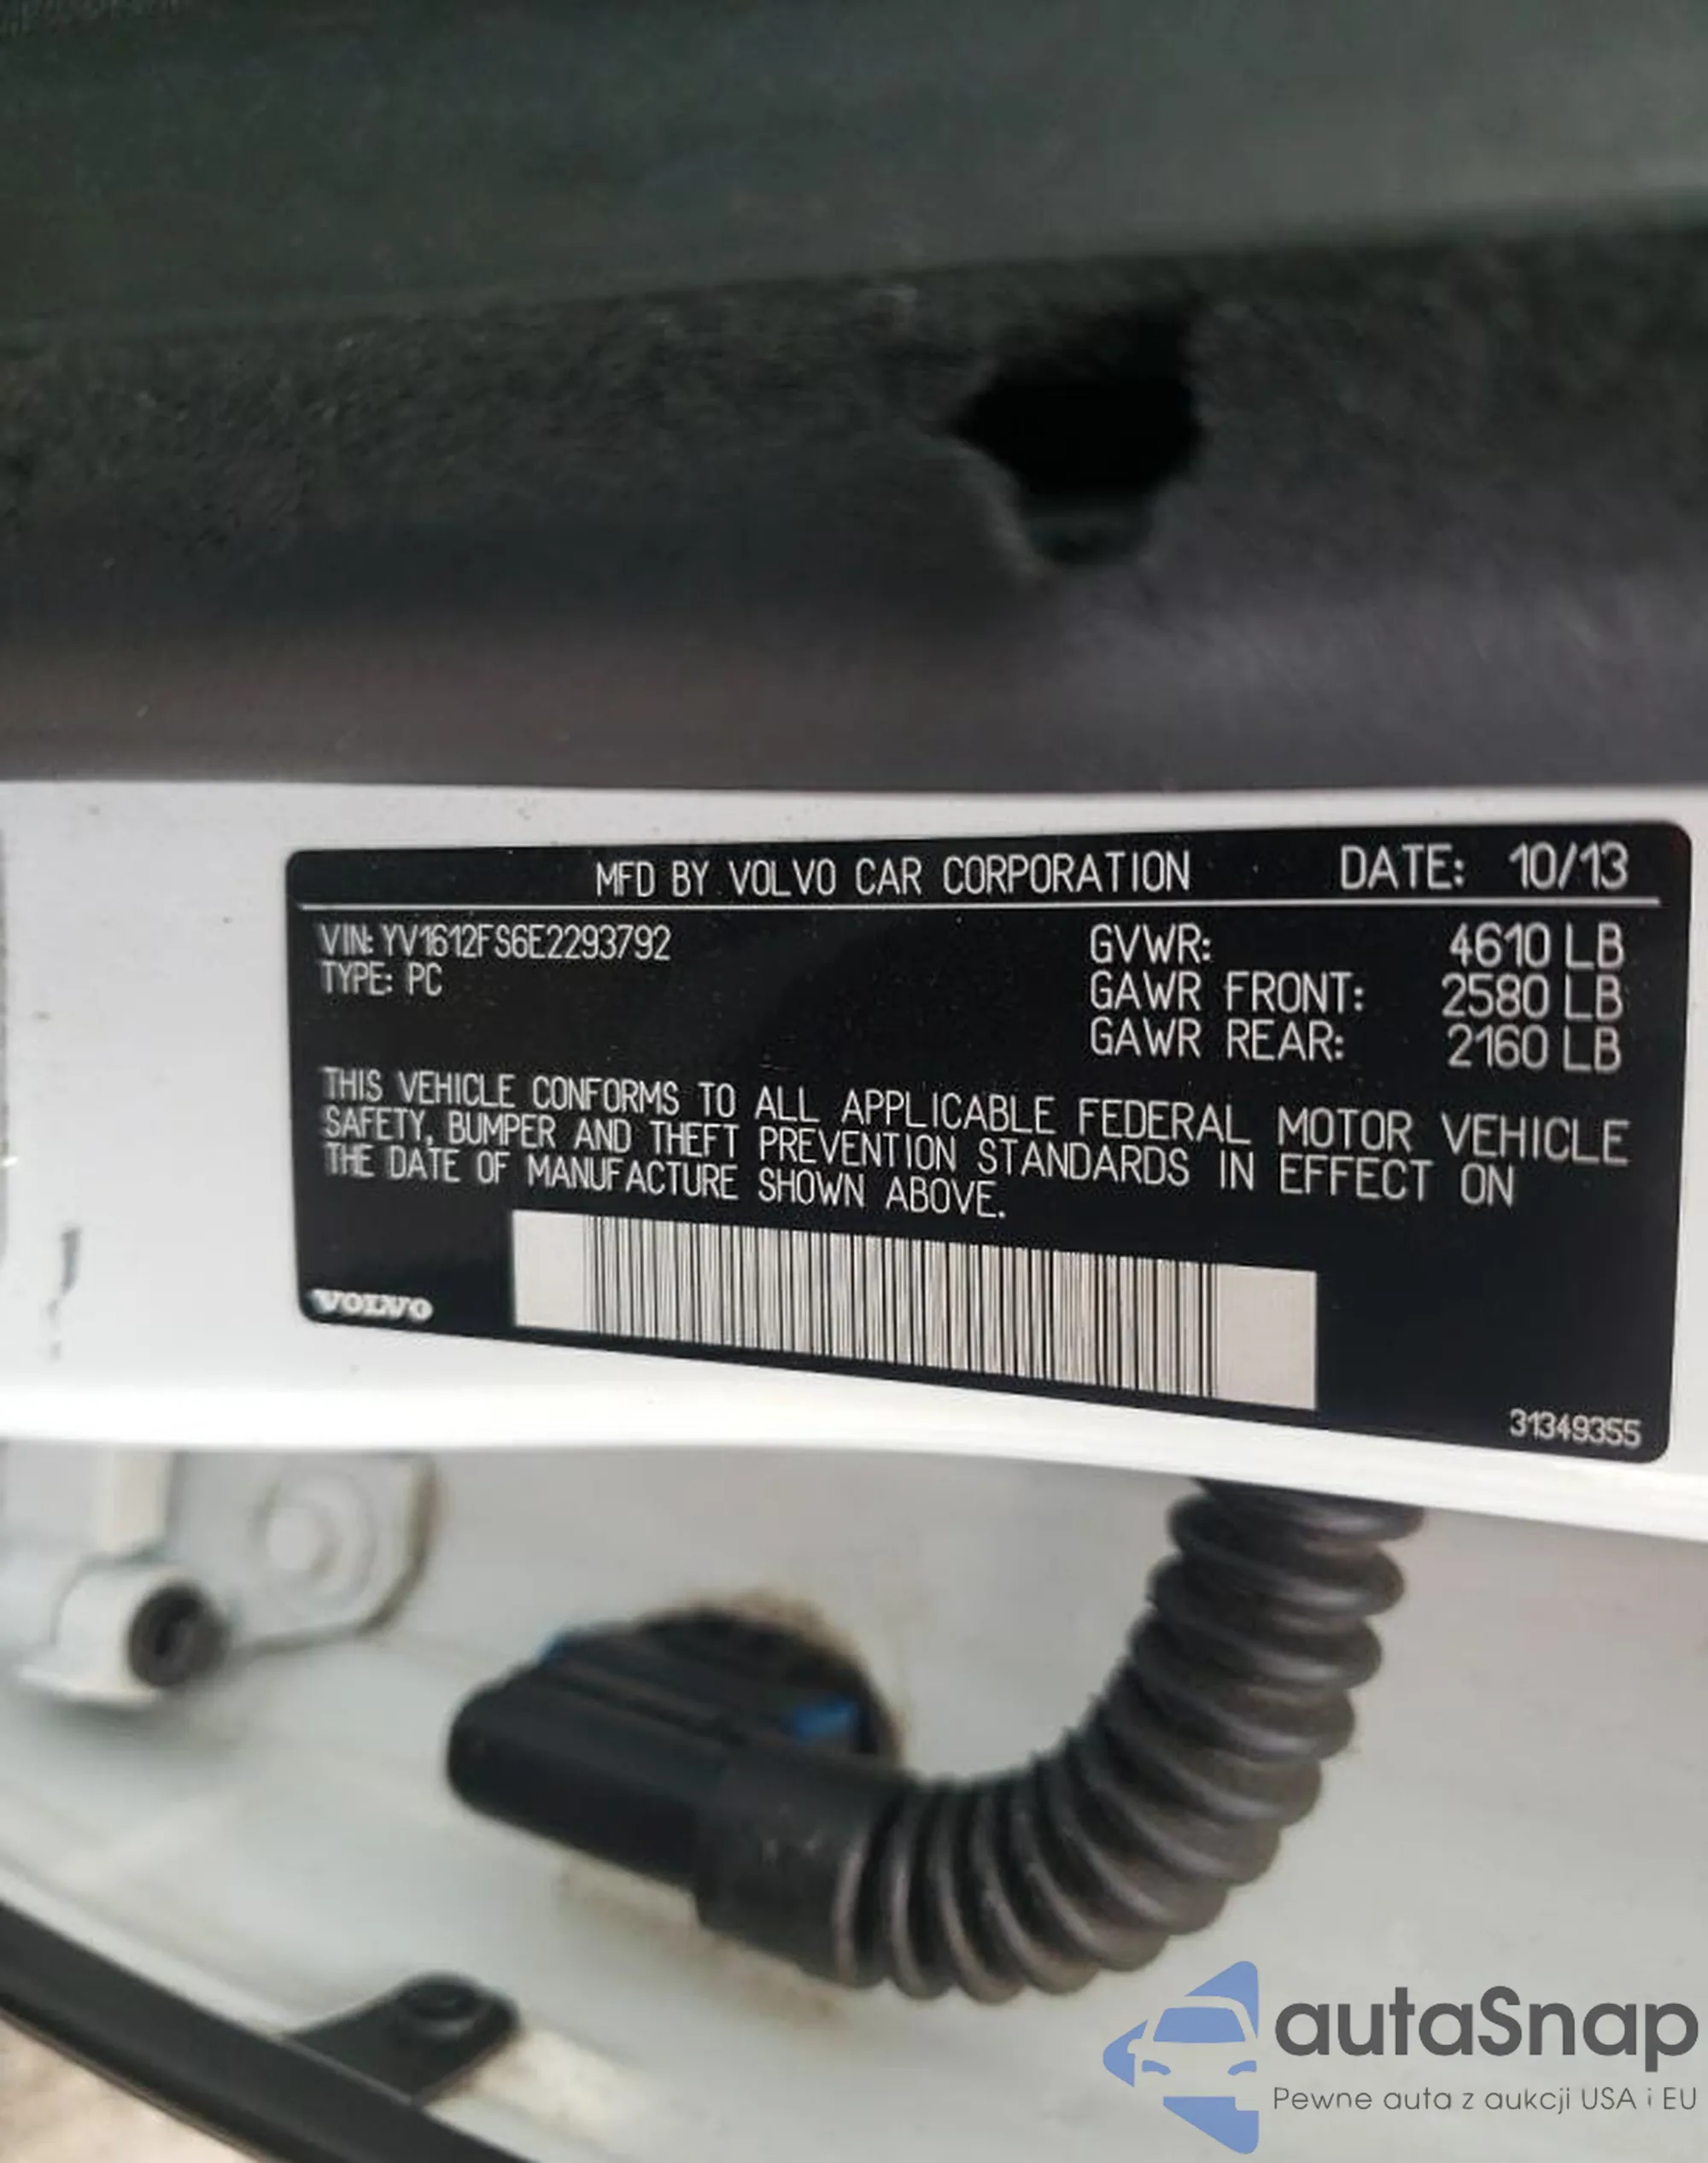 MFD BY VOLVO CAR CORPORATION DATE: 10/13
VIN: YV1612FS6E2293792 GVWR: 4610 LB
TYPE: PC GAWR FRONT: 2580 LB
GAWR REAR: 2160 LB
THIS VEHICLE CONFORMS TO ALL APPLICABLE FEDERAL MOTOR VEHICLE
SAFETY, BUMPER AND THEFT PREVENTION STANDARDS IN EFFECT ON
THE DATE OF MANUFACTURE SHOWN ABOVE.
VOLVO
31349355
autaSnap
Pewne auta z aukcji USA i EU